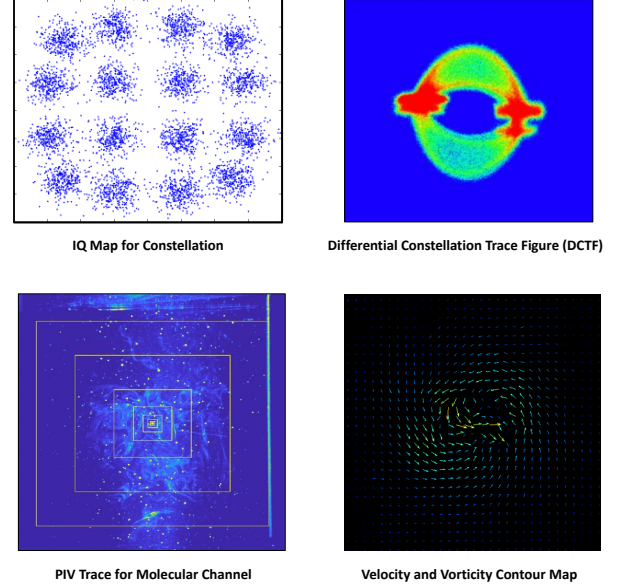 IQ Map for Constellation
Differential Constellation Trace Figure (DCTF)
PIV Trace for Molecular Channel
Velocity and Vorticity Contour Map